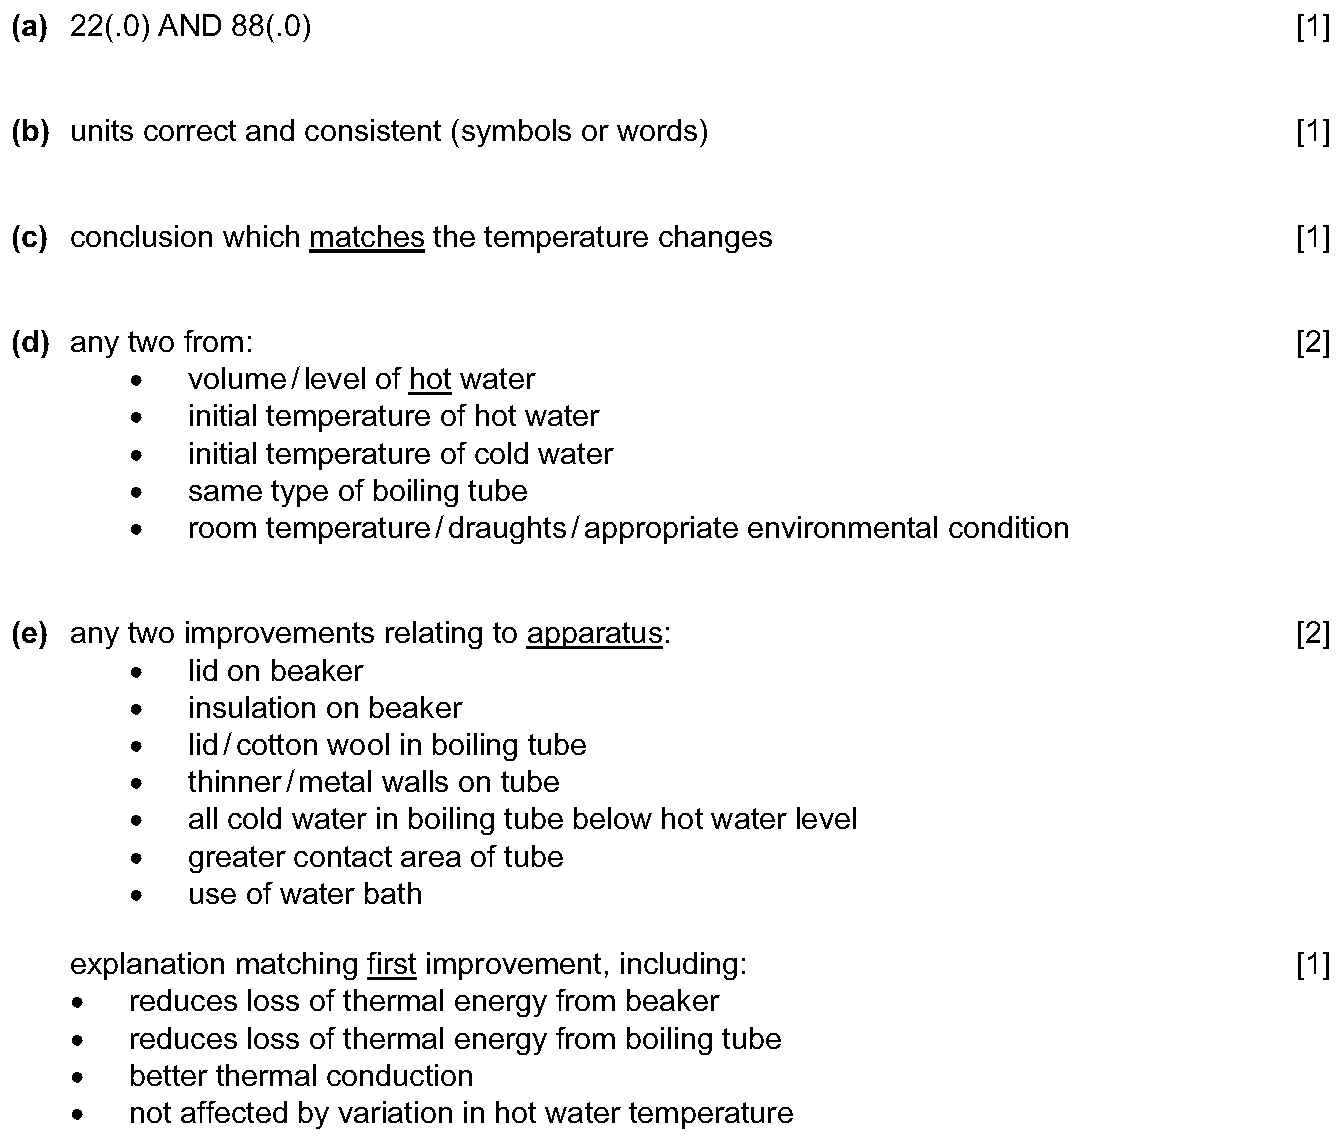 (a) 22(.0) AND 88(.0) [1]
(b) units correct and consistent (symbols or words) [1]
(c) conclusion which matches the temperature changes [1]
(d) any two from: [2]
• volume/level of hot water
• initial temperature of hot water
• initial temperature of cold water
• same type of boiling tube
• room temperature/draughts/appropriate environmental condition
(e) any two improvements relating to apparatus: [2]
• lid on beaker
• insulation on beaker
• lid/cotton wool in boiling tube
• thinner/metal walls on tube
• all cold water in boiling tube below hot water level
• greater contact area of tube
• use of water bath
explanation matching first improvement, including: [1]
• reduces loss of thermal energy from beaker
• reduces loss of thermal energy from boiling tube
• better thermal conduction
• not affected by variation in hot water temperature